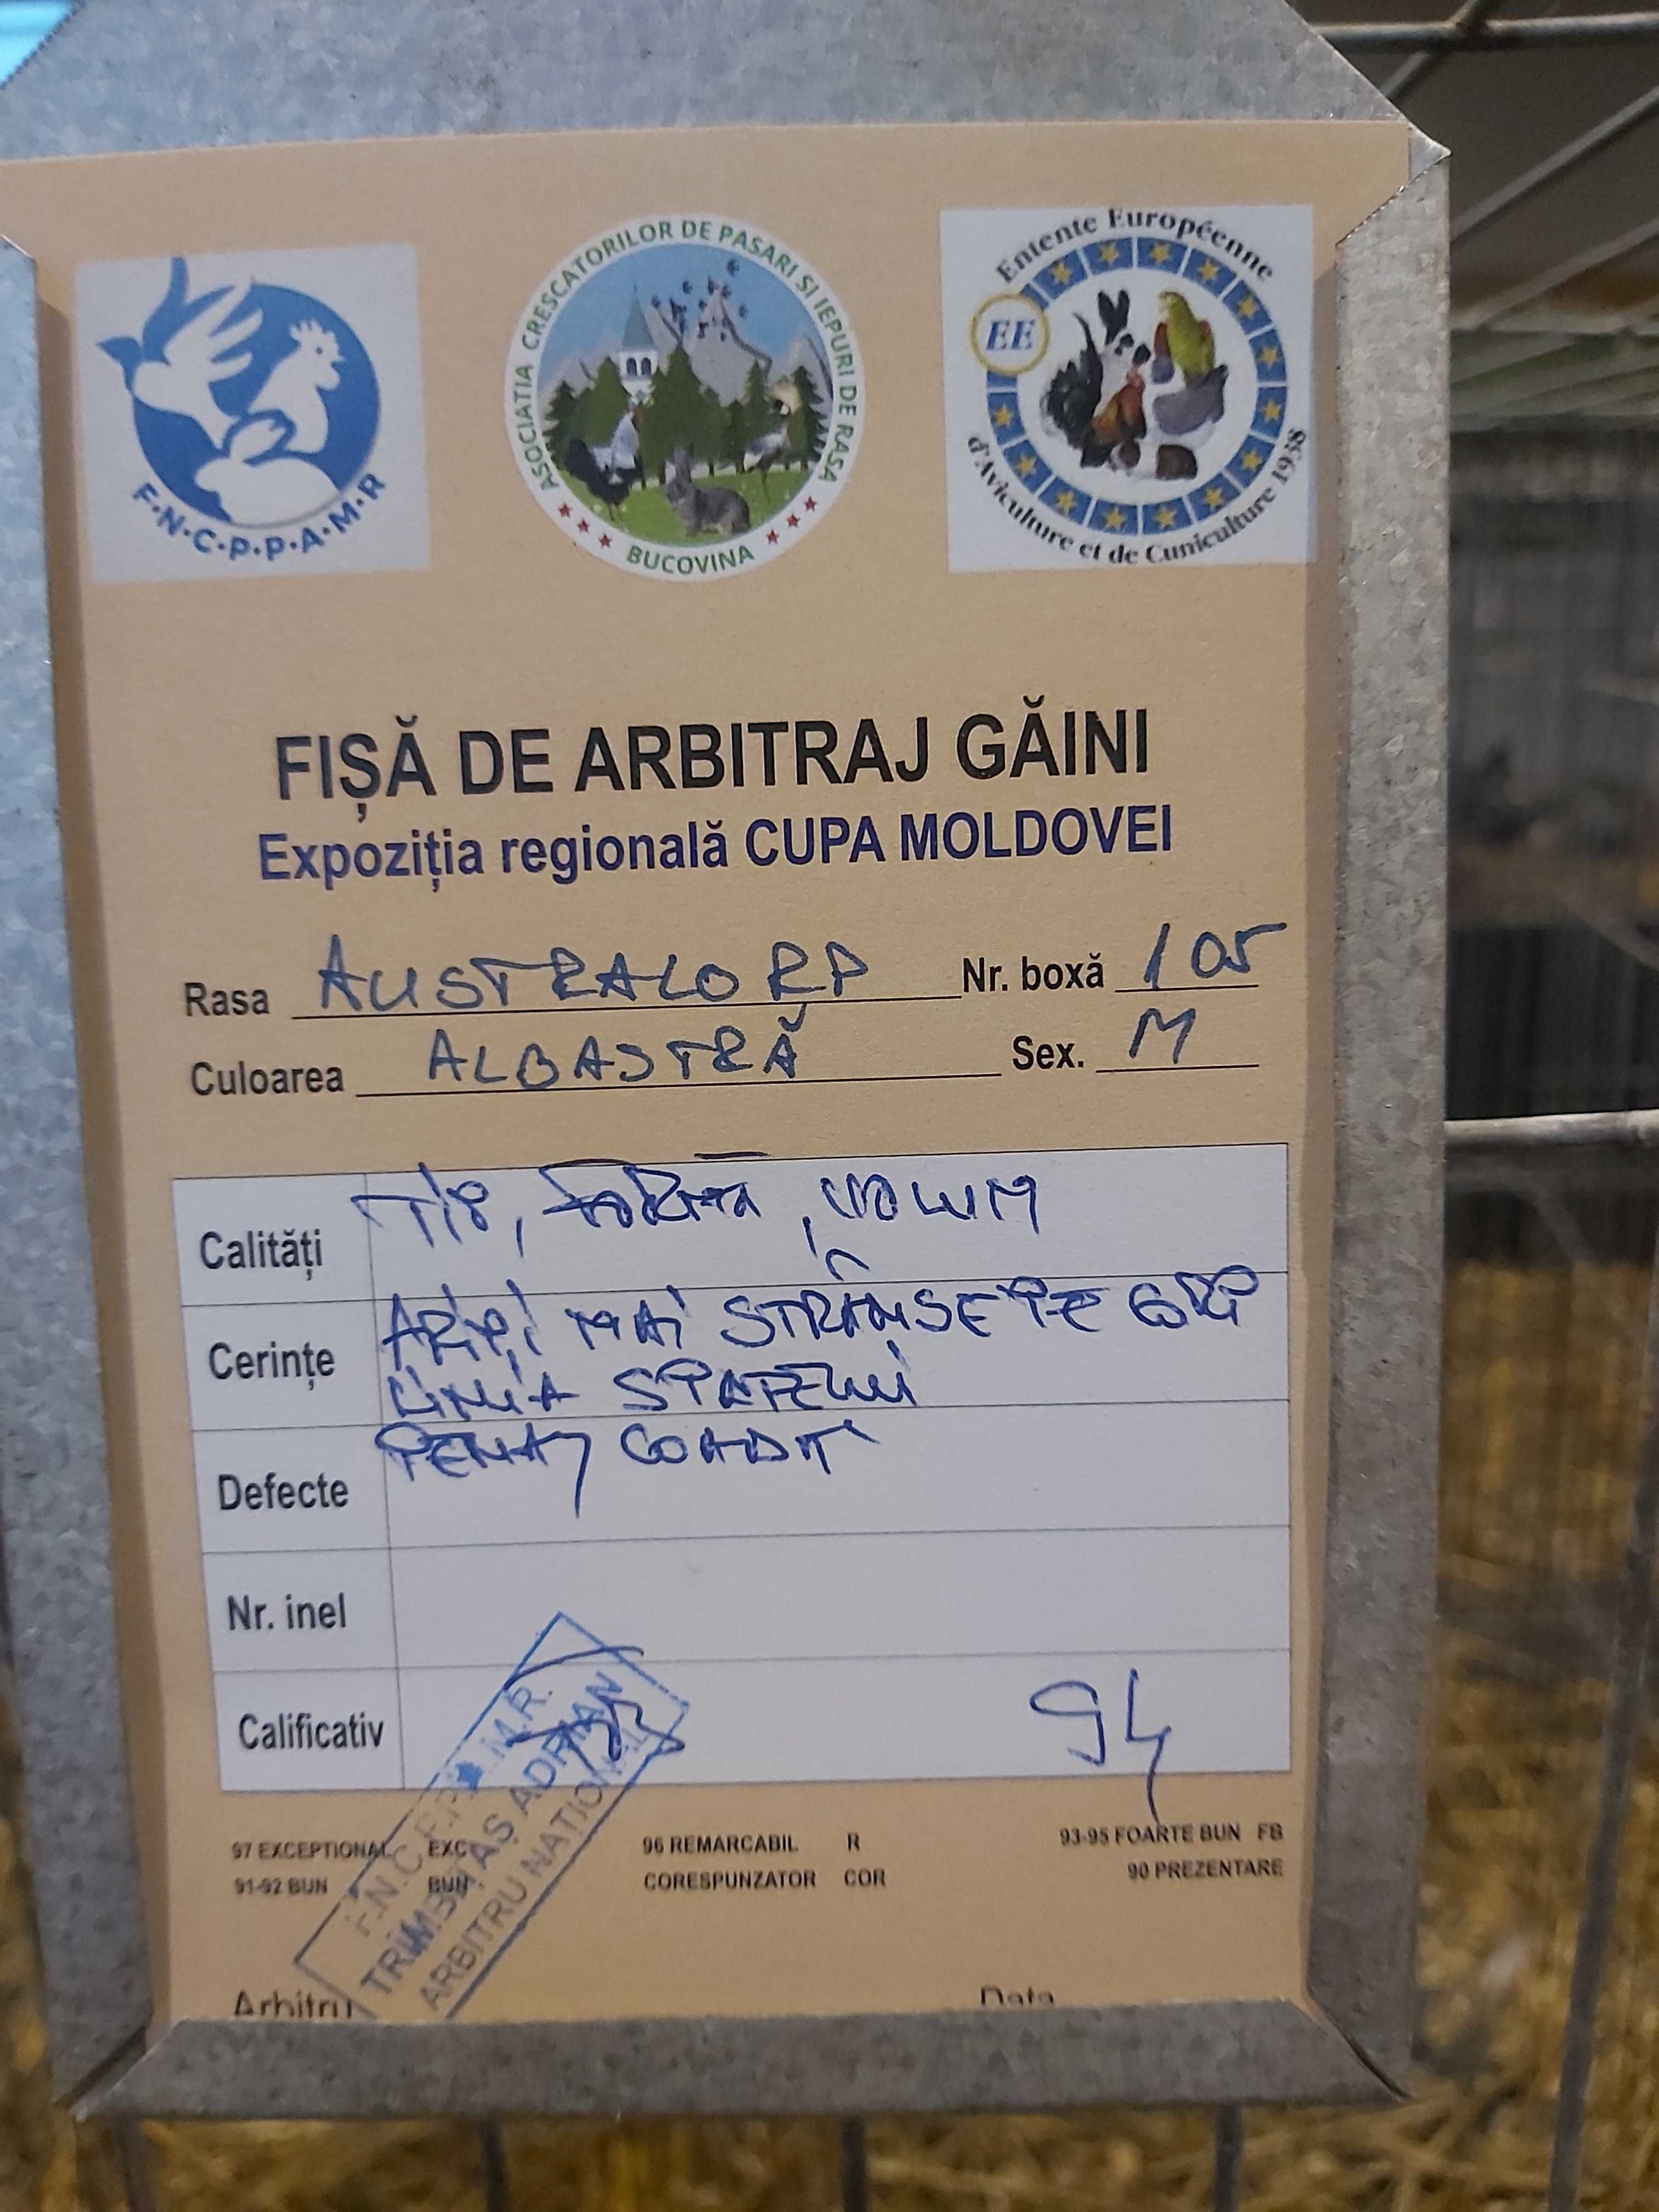 F.N.C.P.P.A.M.R
ASOCIATIA CRESCATORILOR DE PASARI SI IEPURI DE RASA
BUCOVINA
Entente Européenne
EE
d'Aviculture et de Cuniculture 1938
FIȘĂ DE ARBITRAJ GĂINI
Expoziția regională CUPA MOLDOVEI
Rasa AUSTRALORP Nr. boxă 105
Culoarea ALBASTRĂ Sex. M
Calități TIP, FORMĂ, VOLUM
Cerințe ARIPI MAI STRÂNSE PE CORP
LINIA SPATELUI
Defecte PENAJ COADĂ
Nr. inel
Calificativ 94
97 EXCEPTIONAL EXC 96 REMARCABIL R 93-95 FOARTE BUN FB
91-92 BUN BUN CORESPUNZATOR COR 90 PREZENTARE
F.N.C.P.P.A.M.R.
TRÎMBIȚAȘ ADRIAN
ARBITRU NAȚIONAL
Arbitru Data